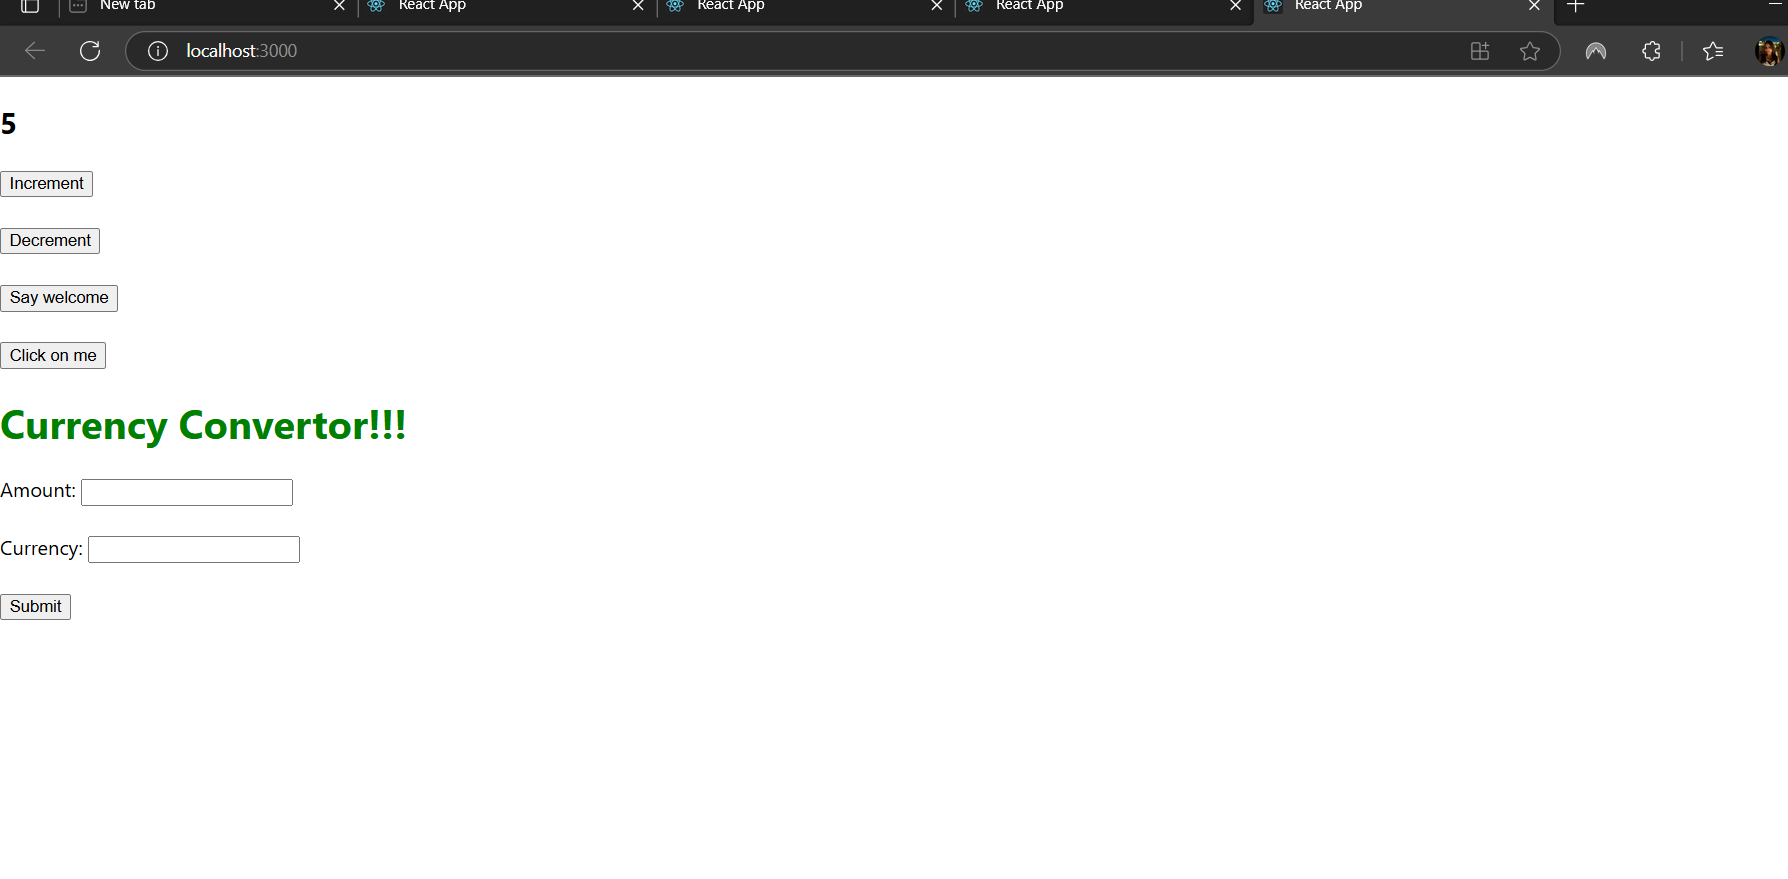 New tab
React App
React App
React App
React App
localhost:3000
5
Increment
Decrement
Say welcome
Click on me
Currency Convertor!!!
Amount:
Currency:
Submit